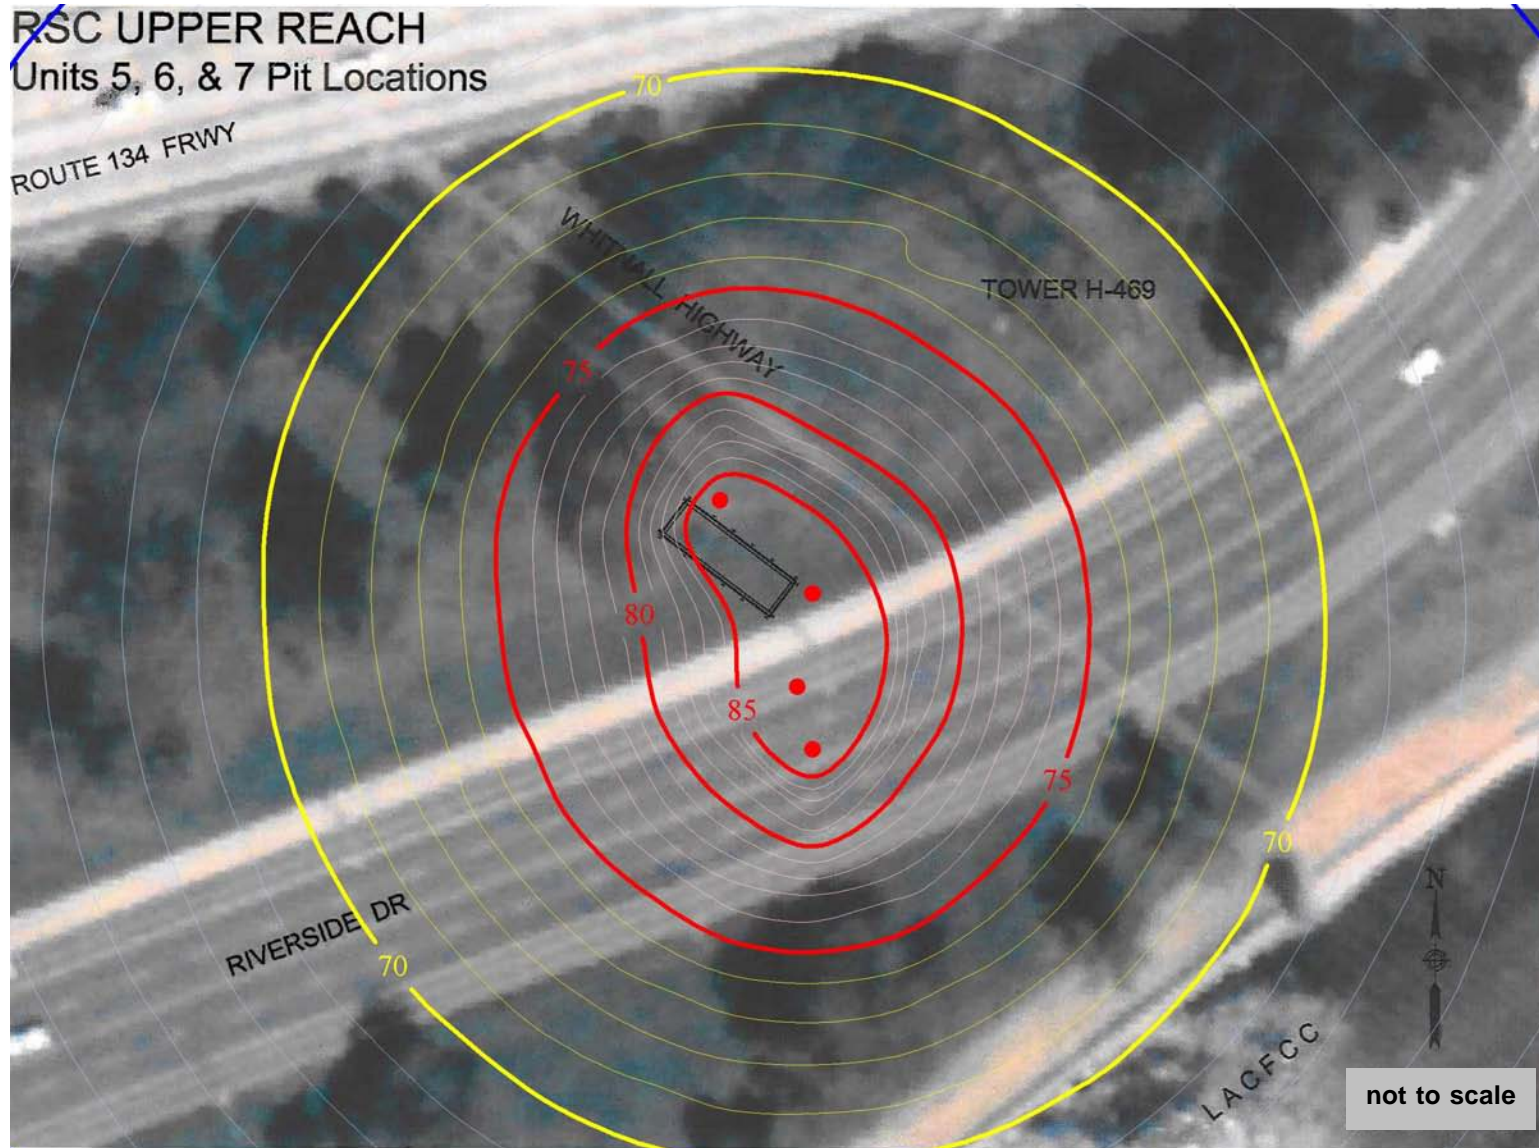 RSC UPPER REACH
Units 5, 6, & 7 Pit Locations
70
ROUTE 134 FRWY
WHITNALL HIGHWAY
TOWER H-469
75
80
85
75
70
RIVERSIDE DR
70
N
LACFCC
not to scale